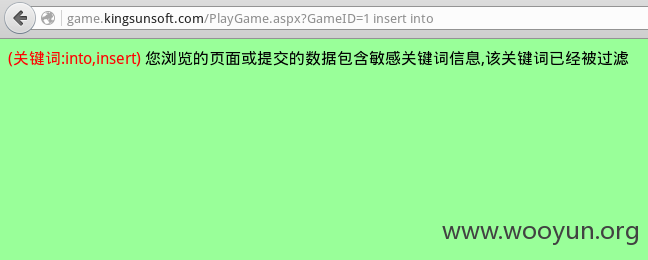 game.kingsunsoft.com/PlayGame.aspx?GameID=1 insert into
(关键词:into,insert) 您浏览的页面或提交的数据包含敏感关键词信息,该关键词已经被过滤
www.wooyun.org